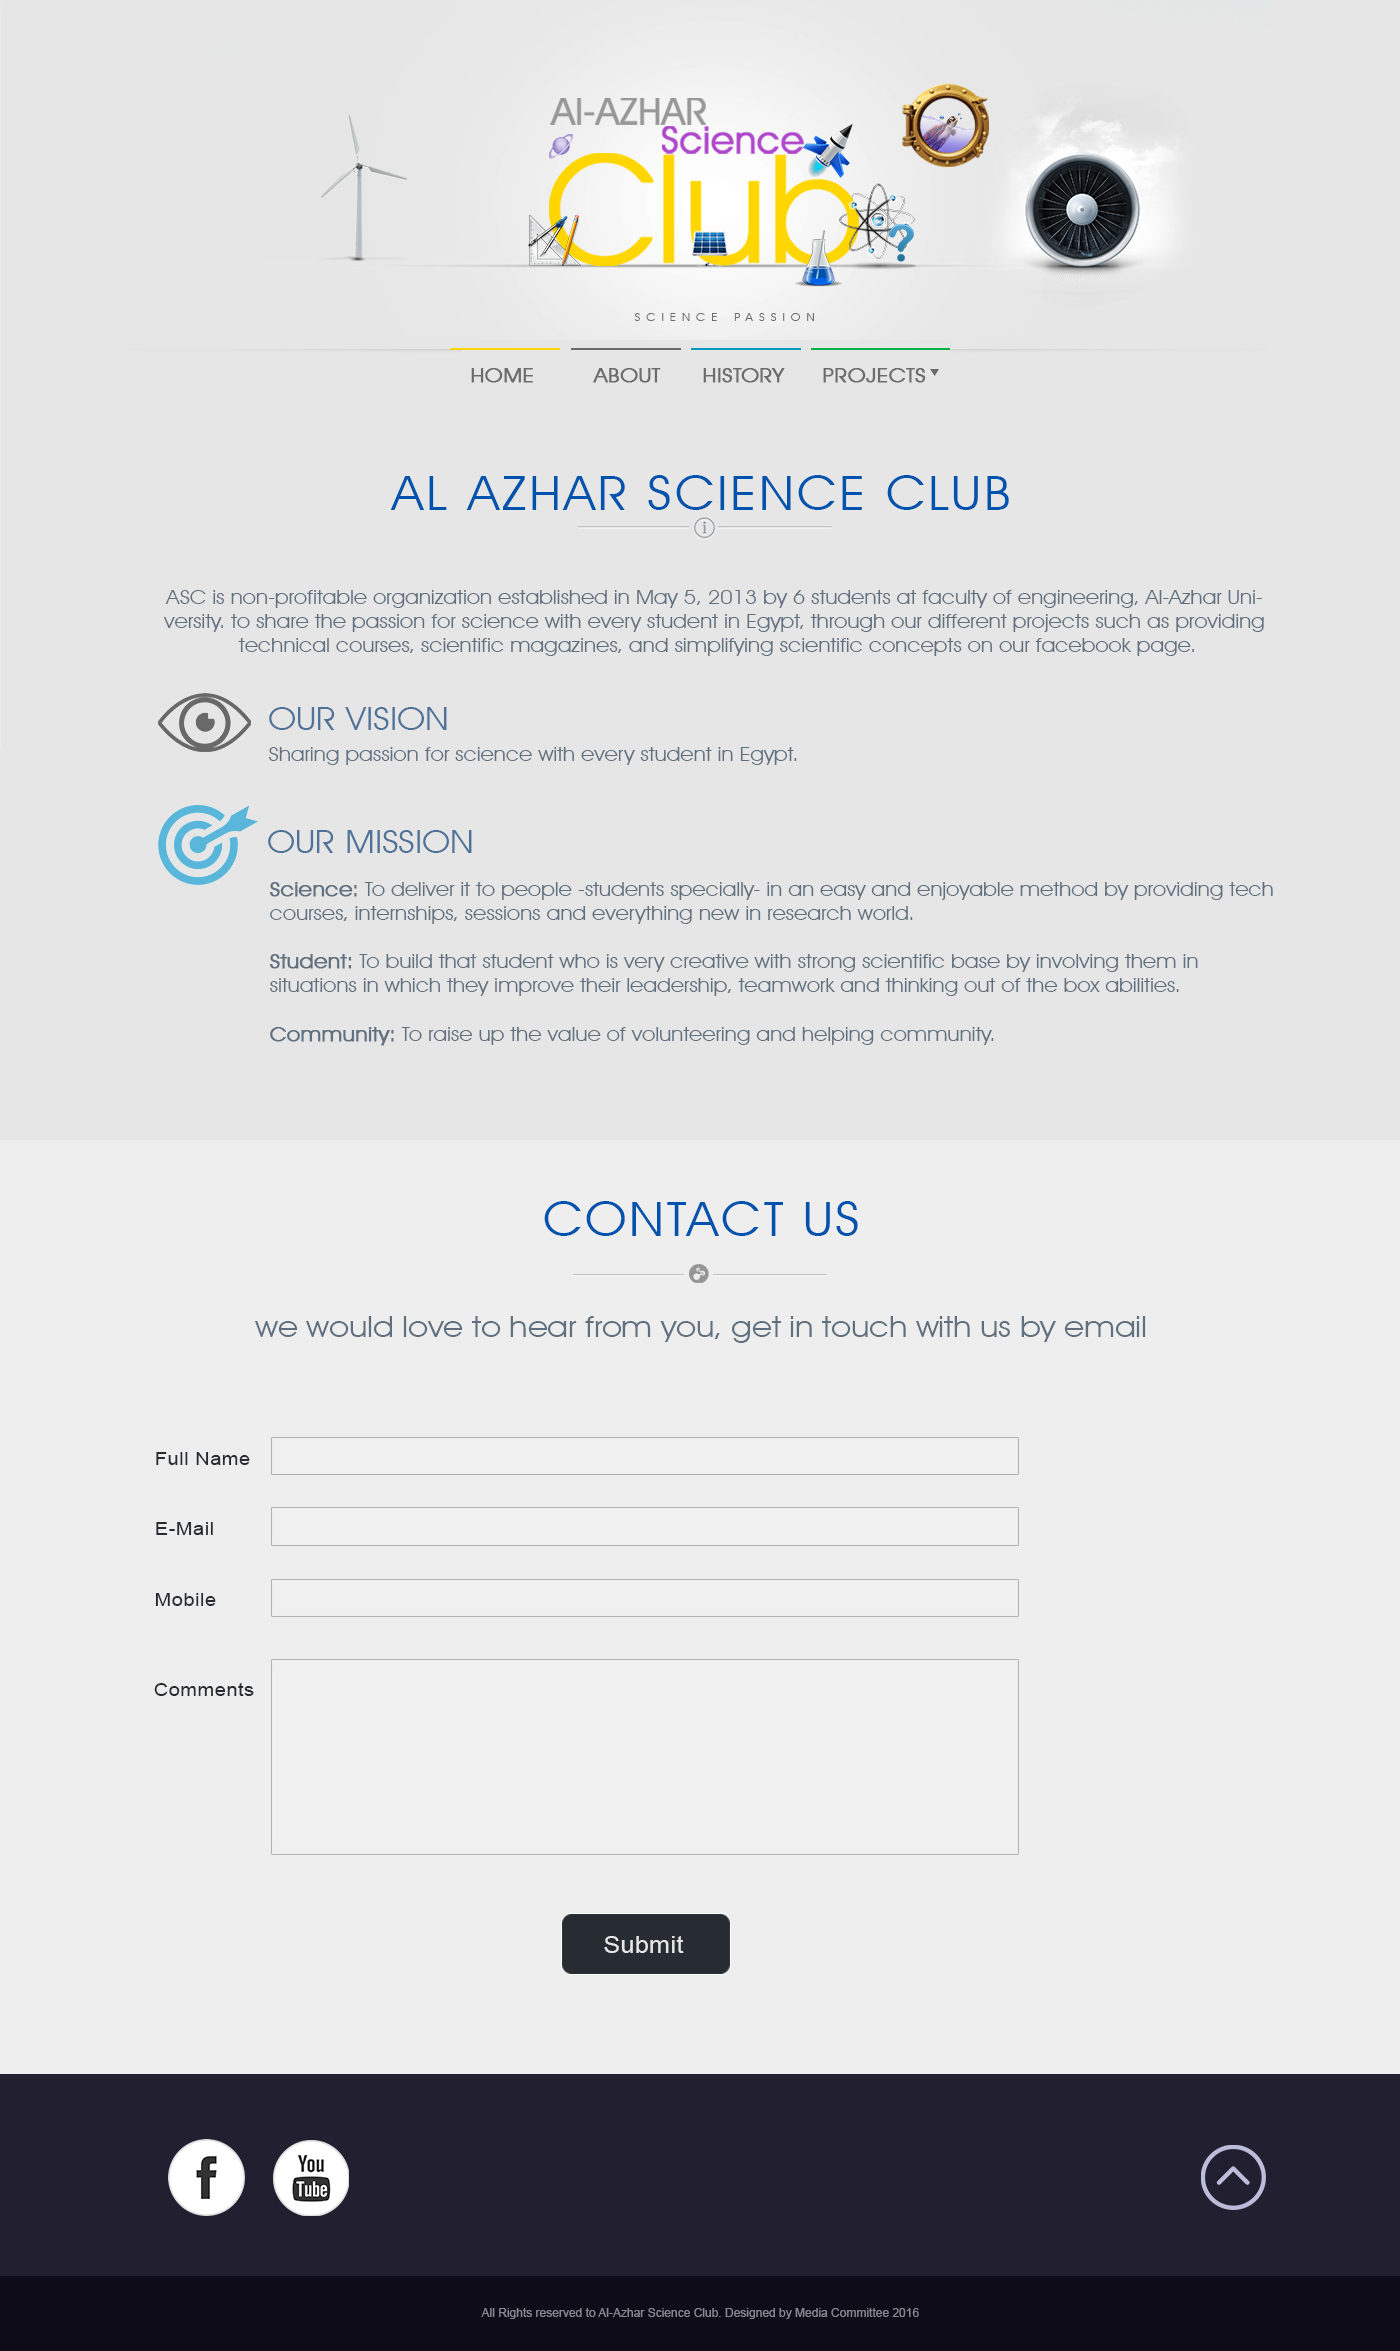 Al-AZHAR
Science
Club
SCIENCE PASSION
HOME ABOUT HISTORY PROJECTS
AL AZHAR SCIENCE CLUB
ASC is non-profitable organization established in May 5, 2013 by 6 students at faculty of engineering, Al-Azhar Uni-
versity. to share the passion for science with every student in Egypt, through our different projects such as providing
technical courses, scientific magazines, and simplifying scientific concepts on our facebook page.
OUR VISION
Sharing passion for science with every student in Egypt.
OUR MISSION
Science: To deliver it to people -students specially- in an easy and enjoyable method by providing tech
courses, internships, sessions and everything new in research world.
Student: To build that student who is very creative with strong scientific base by involving them in
situations in which they improve their leadership, teamwork and thinking out of the box abilities.
Community: To raise up the value of volunteering and helping community.
CONTACT US
we would love to hear from you, get in touch with us by email
Full Name
E-Mail
Mobile
Comments
Submit
f
You
Tube
All Rights reserved to Al-Azhar Science Club. Designed by Media Committee 2016